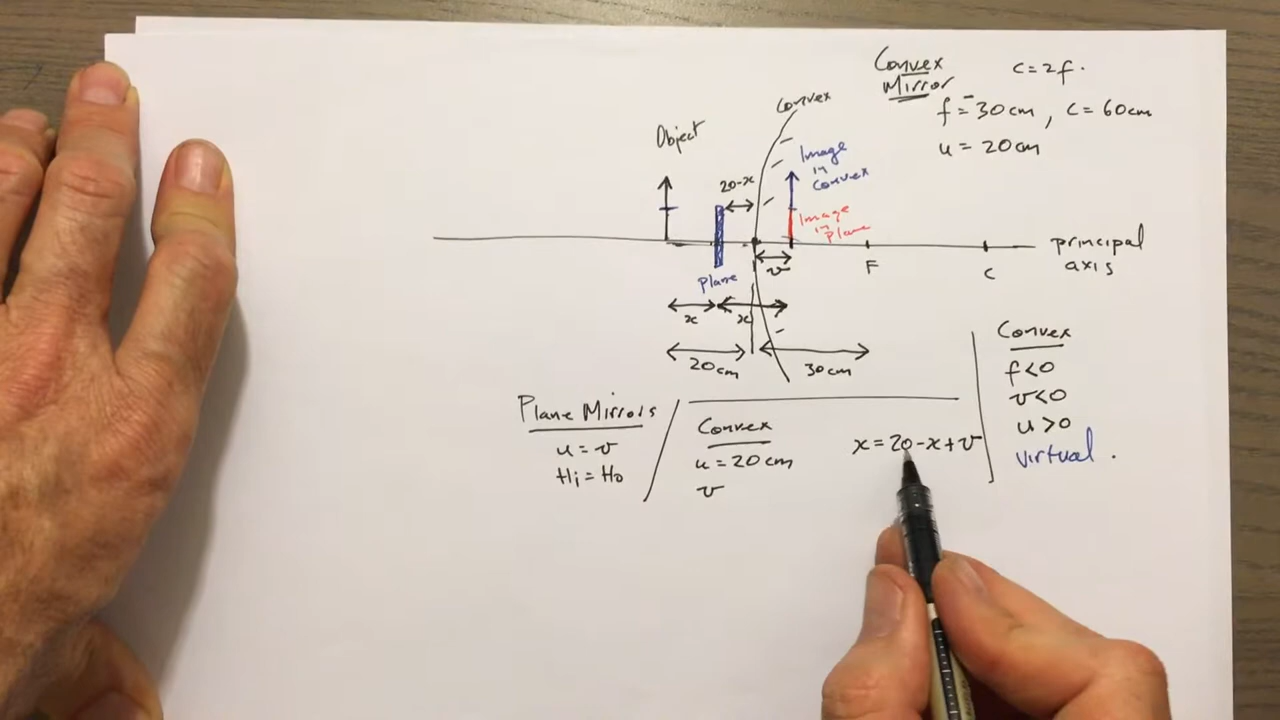 Convex
Mirror
c=2f.
f=-30cm, c=60cm
u=20cm
Convex
Object
Image
in
Convex
20-x
Image
in
Plane
v
Plane
F
C
principal
axis
x
x
20cm
30cm
Convex
f<0
v<0
u>0
virtual.
Plane Mirrors
u=v
Hi=Ho
Convex
u=20cm
v
x=20-x+v